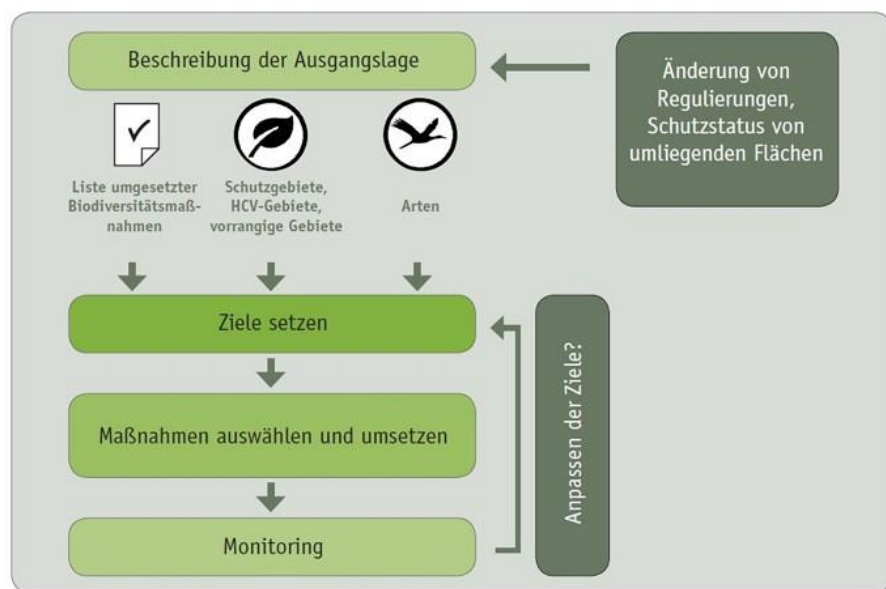 Beschreibung der Ausgangslage
Änderung von
Regulierungen,
Schutzstatus von
umliegenden Flächen
Liste umgesetzter
Biodiversitätsmaß-
nahmen
Schutzgebiete,
HCV-Gebiete,
vorrangige Gebiete
Arten
Ziele setzen
Maßnahmen auswählen und umsetzen
Monitoring
Anpassen der Ziele?